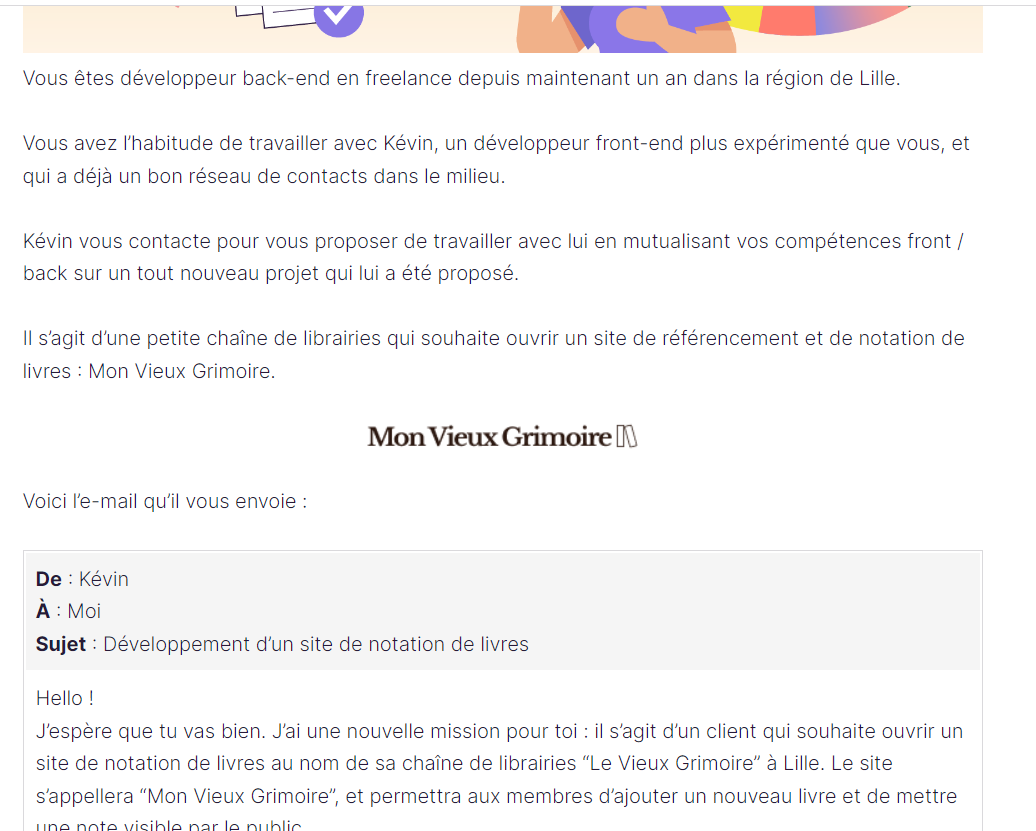 Vous êtes développeur back-end en freelance depuis maintenant un an dans la région de Lille.
Vous avez l’habitude de travailler avec Kévin, un développeur front-end plus expérimenté que vous, et
qui a déjà un bon réseau de contacts dans le milieu.
Kévin vous contacte pour vous proposer de travailler avec lui en mutualisant vos compétences front /
back sur un tout nouveau projet qui lui a été proposé.
Il s’agit d’une petite chaîne de librairies qui souhaite ouvrir un site de référencement et de notation de
livres : Mon Vieux Grimoire.
Mon Vieux Grimoire
Voici l’e-mail qu’il vous envoie :
De : Kévin
À : Moi
Sujet : Développement d’un site de notation de livres
Hello !
J’espère que tu vas bien. J’ai une nouvelle mission pour toi : il s’agit d’un client qui souhaite ouvrir un
site de notation de livres au nom de sa chaîne de librairies “Le Vieux Grimoire” à Lille. Le site
s’appellera “Mon Vieux Grimoire”, et permettra aux membres d’ajouter un nouveau livre et de mettre
une note visible par le public.